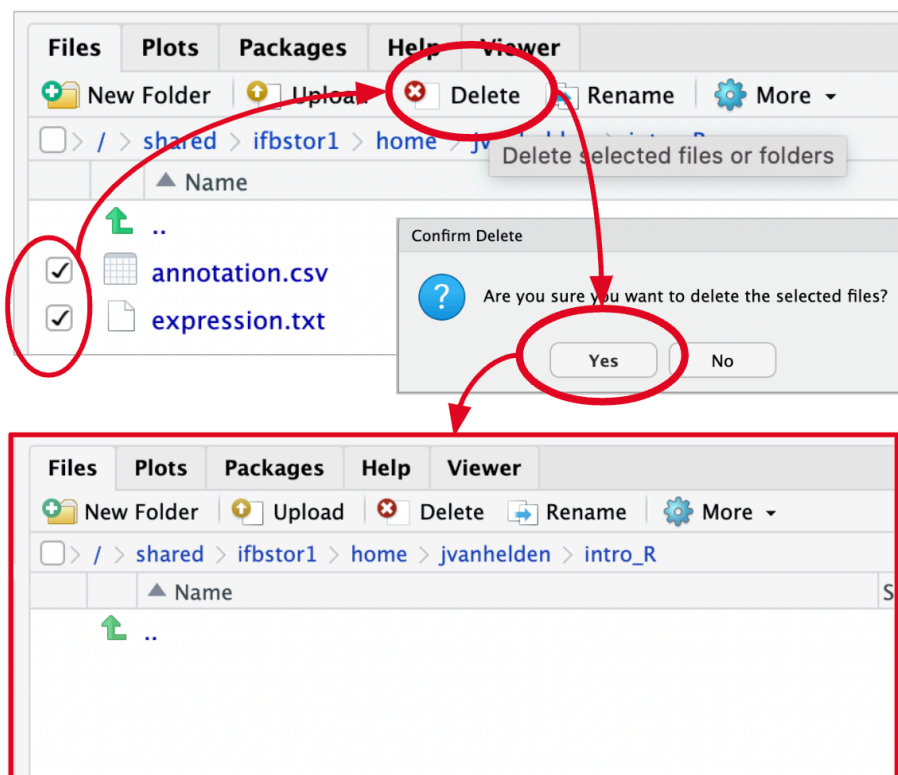 Files Plots Packages Help Viewer
New Folder Upload Delete Rename More
/ > shared > ifbstor1 > home > jvanhelden > intro_R
Delete selected files or folders
Name
..
annotation.csv
expression.txt
Confirm Delete
Are you sure you want to delete the selected files?
Yes No
Files Plots Packages Help Viewer
New Folder Upload Delete Rename More
/ > shared > ifbstor1 > home > jvanhelden > intro_R
Name S
..